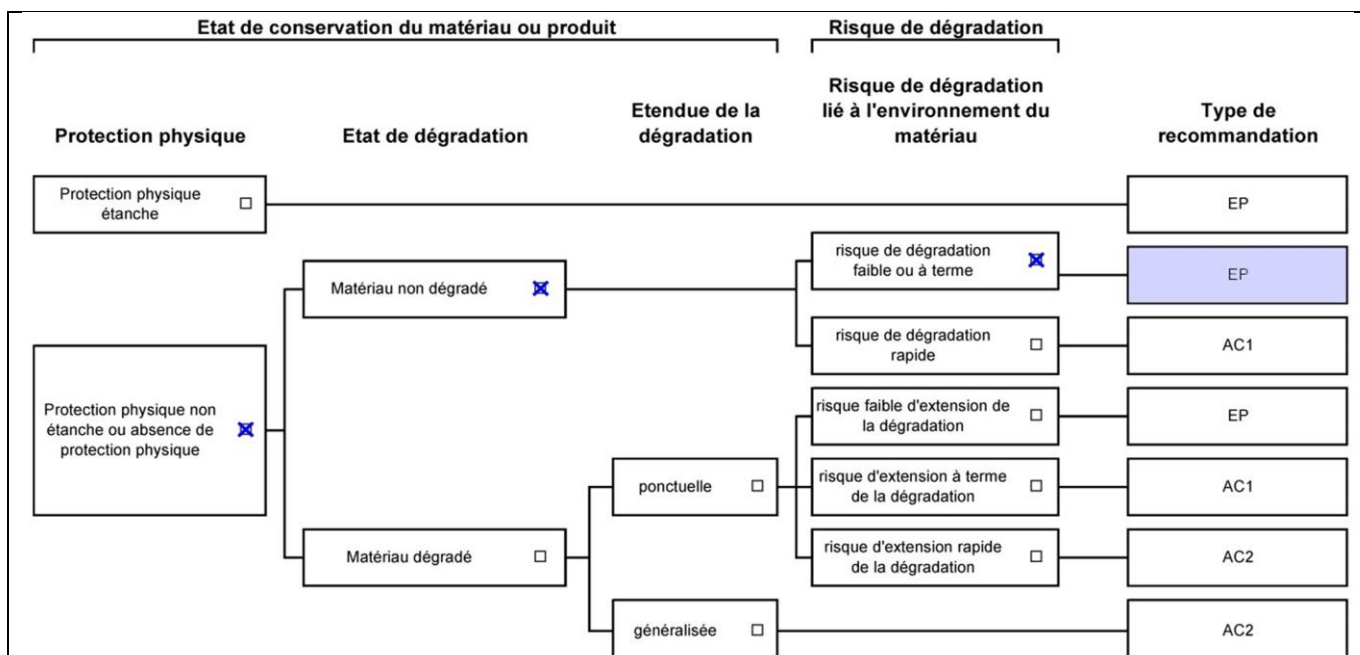 Etat de conservation du matériau ou produit
Risque de dégradation
Protection physique
Etat de dégradation
Etendue de la
dégradation
Risque de dégradation
lié à l'environnement du
matériau
Type de
recommandation
Protection physique
étanche
EP
Matériau non dégradé
risque de dégradation
faible ou à terme
EP
risque de dégradation
rapide
AC1
Protection physique non
étanche ou absence de
protection physique
risque faible d'extension de
la dégradation
EP
ponctuelle
risque d'extension à terme
de la dégradation
AC1
Matériau dégradé
risque d'extension rapide
de la dégradation
AC2
généralisée
AC2